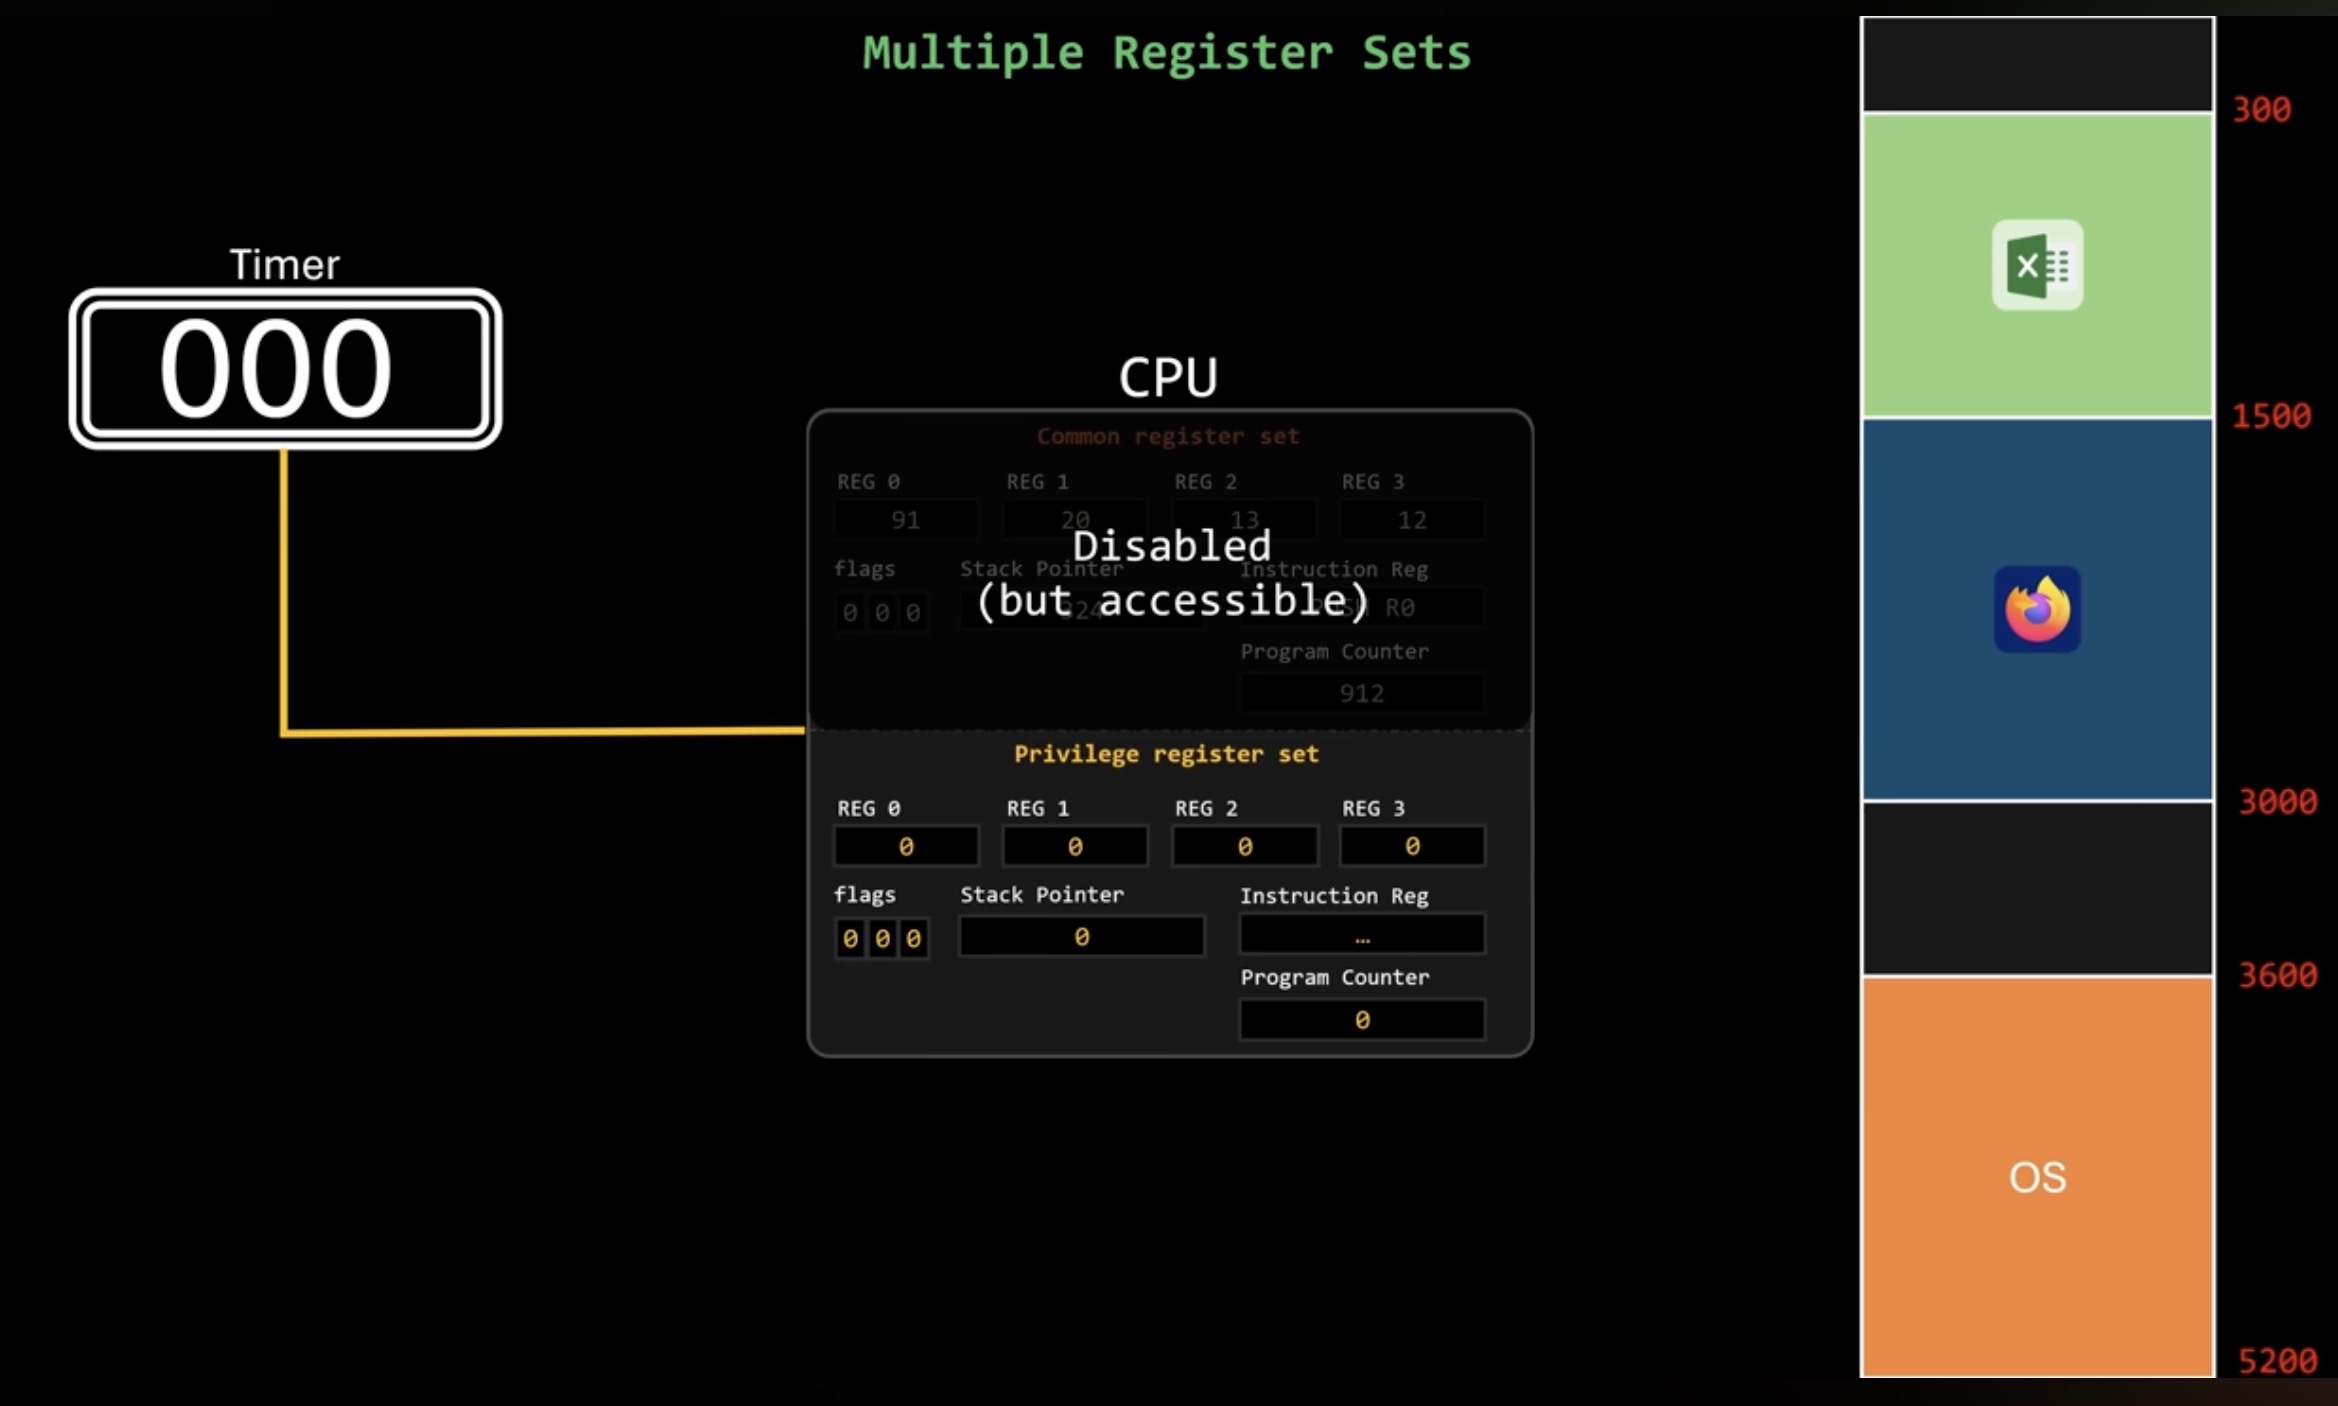 Multiple Register Sets
300
1500
3000
3600
5200
OS
Timer
000
CPU
Common register set
REG 0 REG 1 REG 2 REG 3
91 20 13 12
Disabled
(but accessible)
flags Stack Pointer Instruction Reg
0 0 0 R0
Program Counter
912
Privilege register set
REG 0 REG 1 REG 2 REG 3
0 0 0 0
flags Stack Pointer Instruction Reg
0 0 0 0 …
Program Counter
0